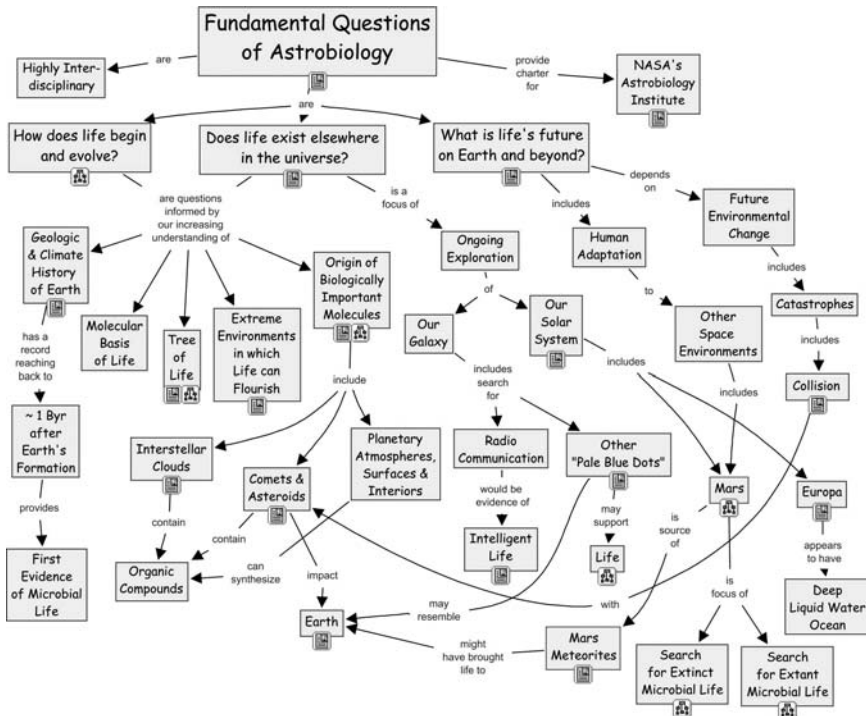 Fundamental Questions
of Astrobiology
are
Highly Inter-
disciplinary
provide
charter
for
NASA's
Astrobiology
Institute
are
How does life begin
and evolve?
Does life exist elsewhere
in the universe?
What is life's future
on Earth and beyond?
are questions
informed by
our increasing
understanding of
is a
focus of
includes
depends
on
Geologic
& Climate
History
of Earth
Molecular
Basis
of Life
Tree
of
Life
Extreme
Environments
in which
Life can
Flourish
Origin of
Biologically
Important
Molecules
Ongoing
Exploration
Human
Adaptation
Future
Environmental
Change
of
to
includes
Our
Galaxy
Our
Solar
System
Other
Space
Environments
Catastrophes
includes
Collision
has a
record
reaching
back to
include
includes
search
for
includes
includes
~ 1 Byr
after
Earth's
Formation
Interstellar
Clouds
Comets &
Asteroids
Planetary
Atmospheres,
Surfaces &
Interiors
Radio
Communication
Other
"Pale Blue Dots"
Mars
Europa
provides
contain
contain
can
synthesize
would be
evidence of
may
support
is
source
of
appears
to have
First
Evidence
of Microbial
Life
Organic
Compounds
impact
Intelligent
Life
Life
is
focus of
Deep
Liquid Water
Ocean
Earth
may
resemble
with
might
have brought
life to
Mars
Meteorites
Search
for Extinct
Microbial Life
Search
for Extant
Microbial Life